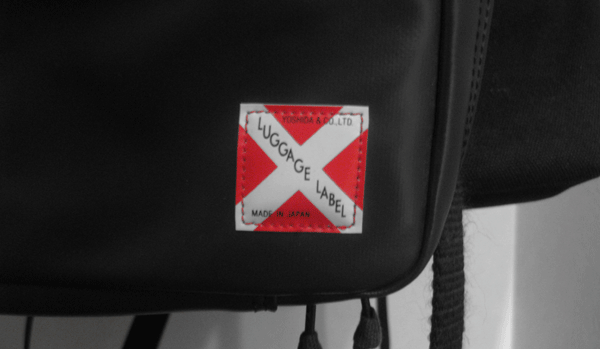 YOSHIDA & CO., LTD.
LUGGAGE LABEL
MADE IN JAPAN